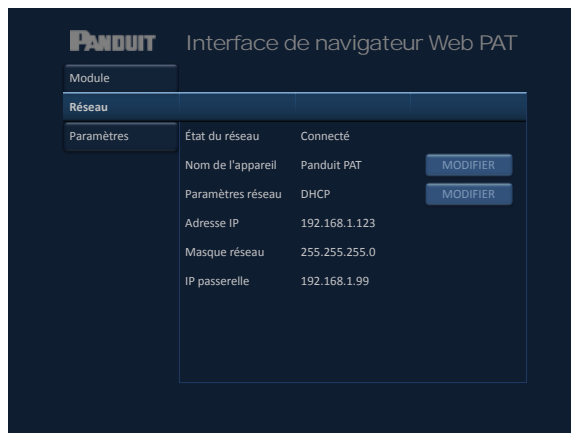 PANDUIT Interface de navigateur Web PAT
Module
Réseau
Paramètres
État du réseau Connecté
Nom de l'appareil Panduit PAT MODIFIER
Paramètres réseau DHCP MODIFIER
Adresse IP 192.168.1.123
Masque réseau 255.255.255.0
IP passerelle 192.168.1.99